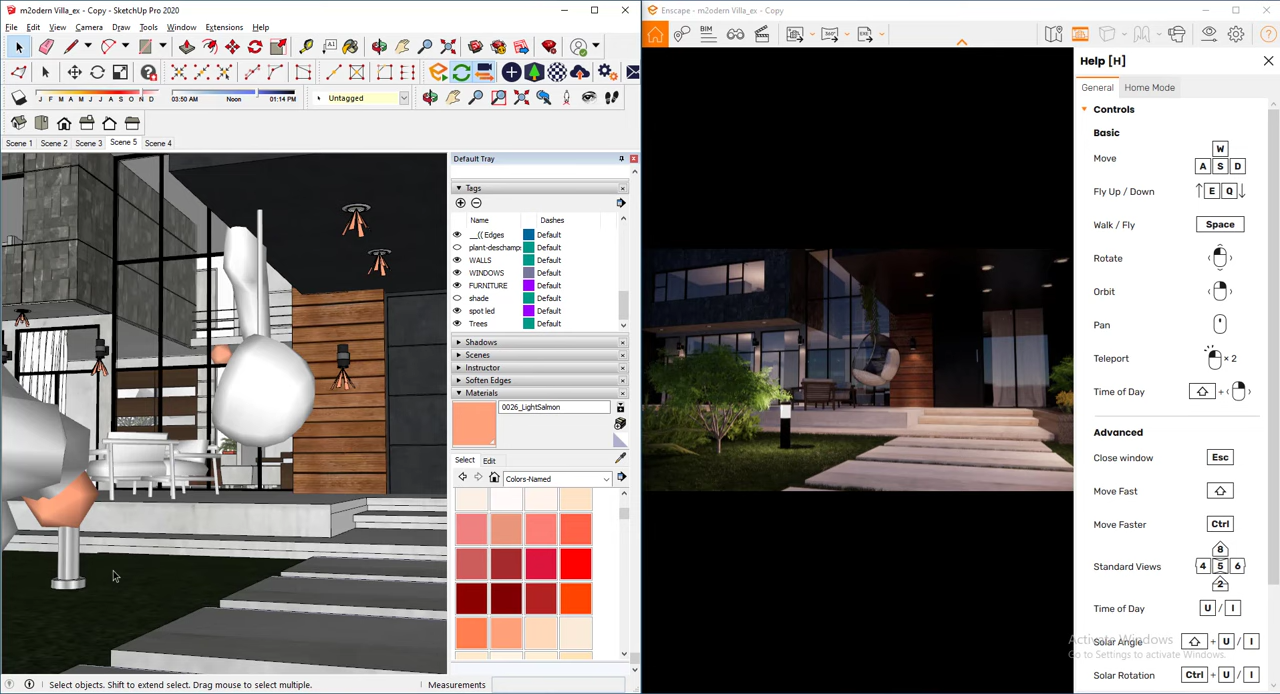 m2odern Villa_ex - Copy - SketchUp Pro 2020
File Edit View Camera Draw Tools Window Extensions Help
J F M A M J J A S O N D
03:50 AM Noon 01:14 PM
Untagged
Scene 1 Scene 2 Scene 3 Scene 5 Scene 4
Default Tray
Tags
Name Dashes
__(( Edges Default
plant-deschamps Default
WALLS Default
WINDOWS Default
FURNITURE Default
shade Default
spot led Default
Trees Default
Shadows
Scenes
Instructor
Soften Edges
Materials
0026_LightSalmon
Select Edit
Colors-Named
Select objects. Shift to extend select. Drag mouse to select multiple.
Measurements
Enscape - m2odern Villa_ex - Copy
BIM
Help [H]
General Home Mode
Controls
Basic
Move W A S D
Fly Up / Down E Q
Walk / Fly Space
Rotate
Orbit
Pan
Teleport × 2
Time of Day +
Advanced
Close window Esc
Move Fast
Move Faster Ctrl
Standard Views 8 4 5 6 2
Time of Day U / I
Solar Angle + U / I
Solar Rotation Ctrl + U / I
Activate Windows
Go to Settings to activate Windows.